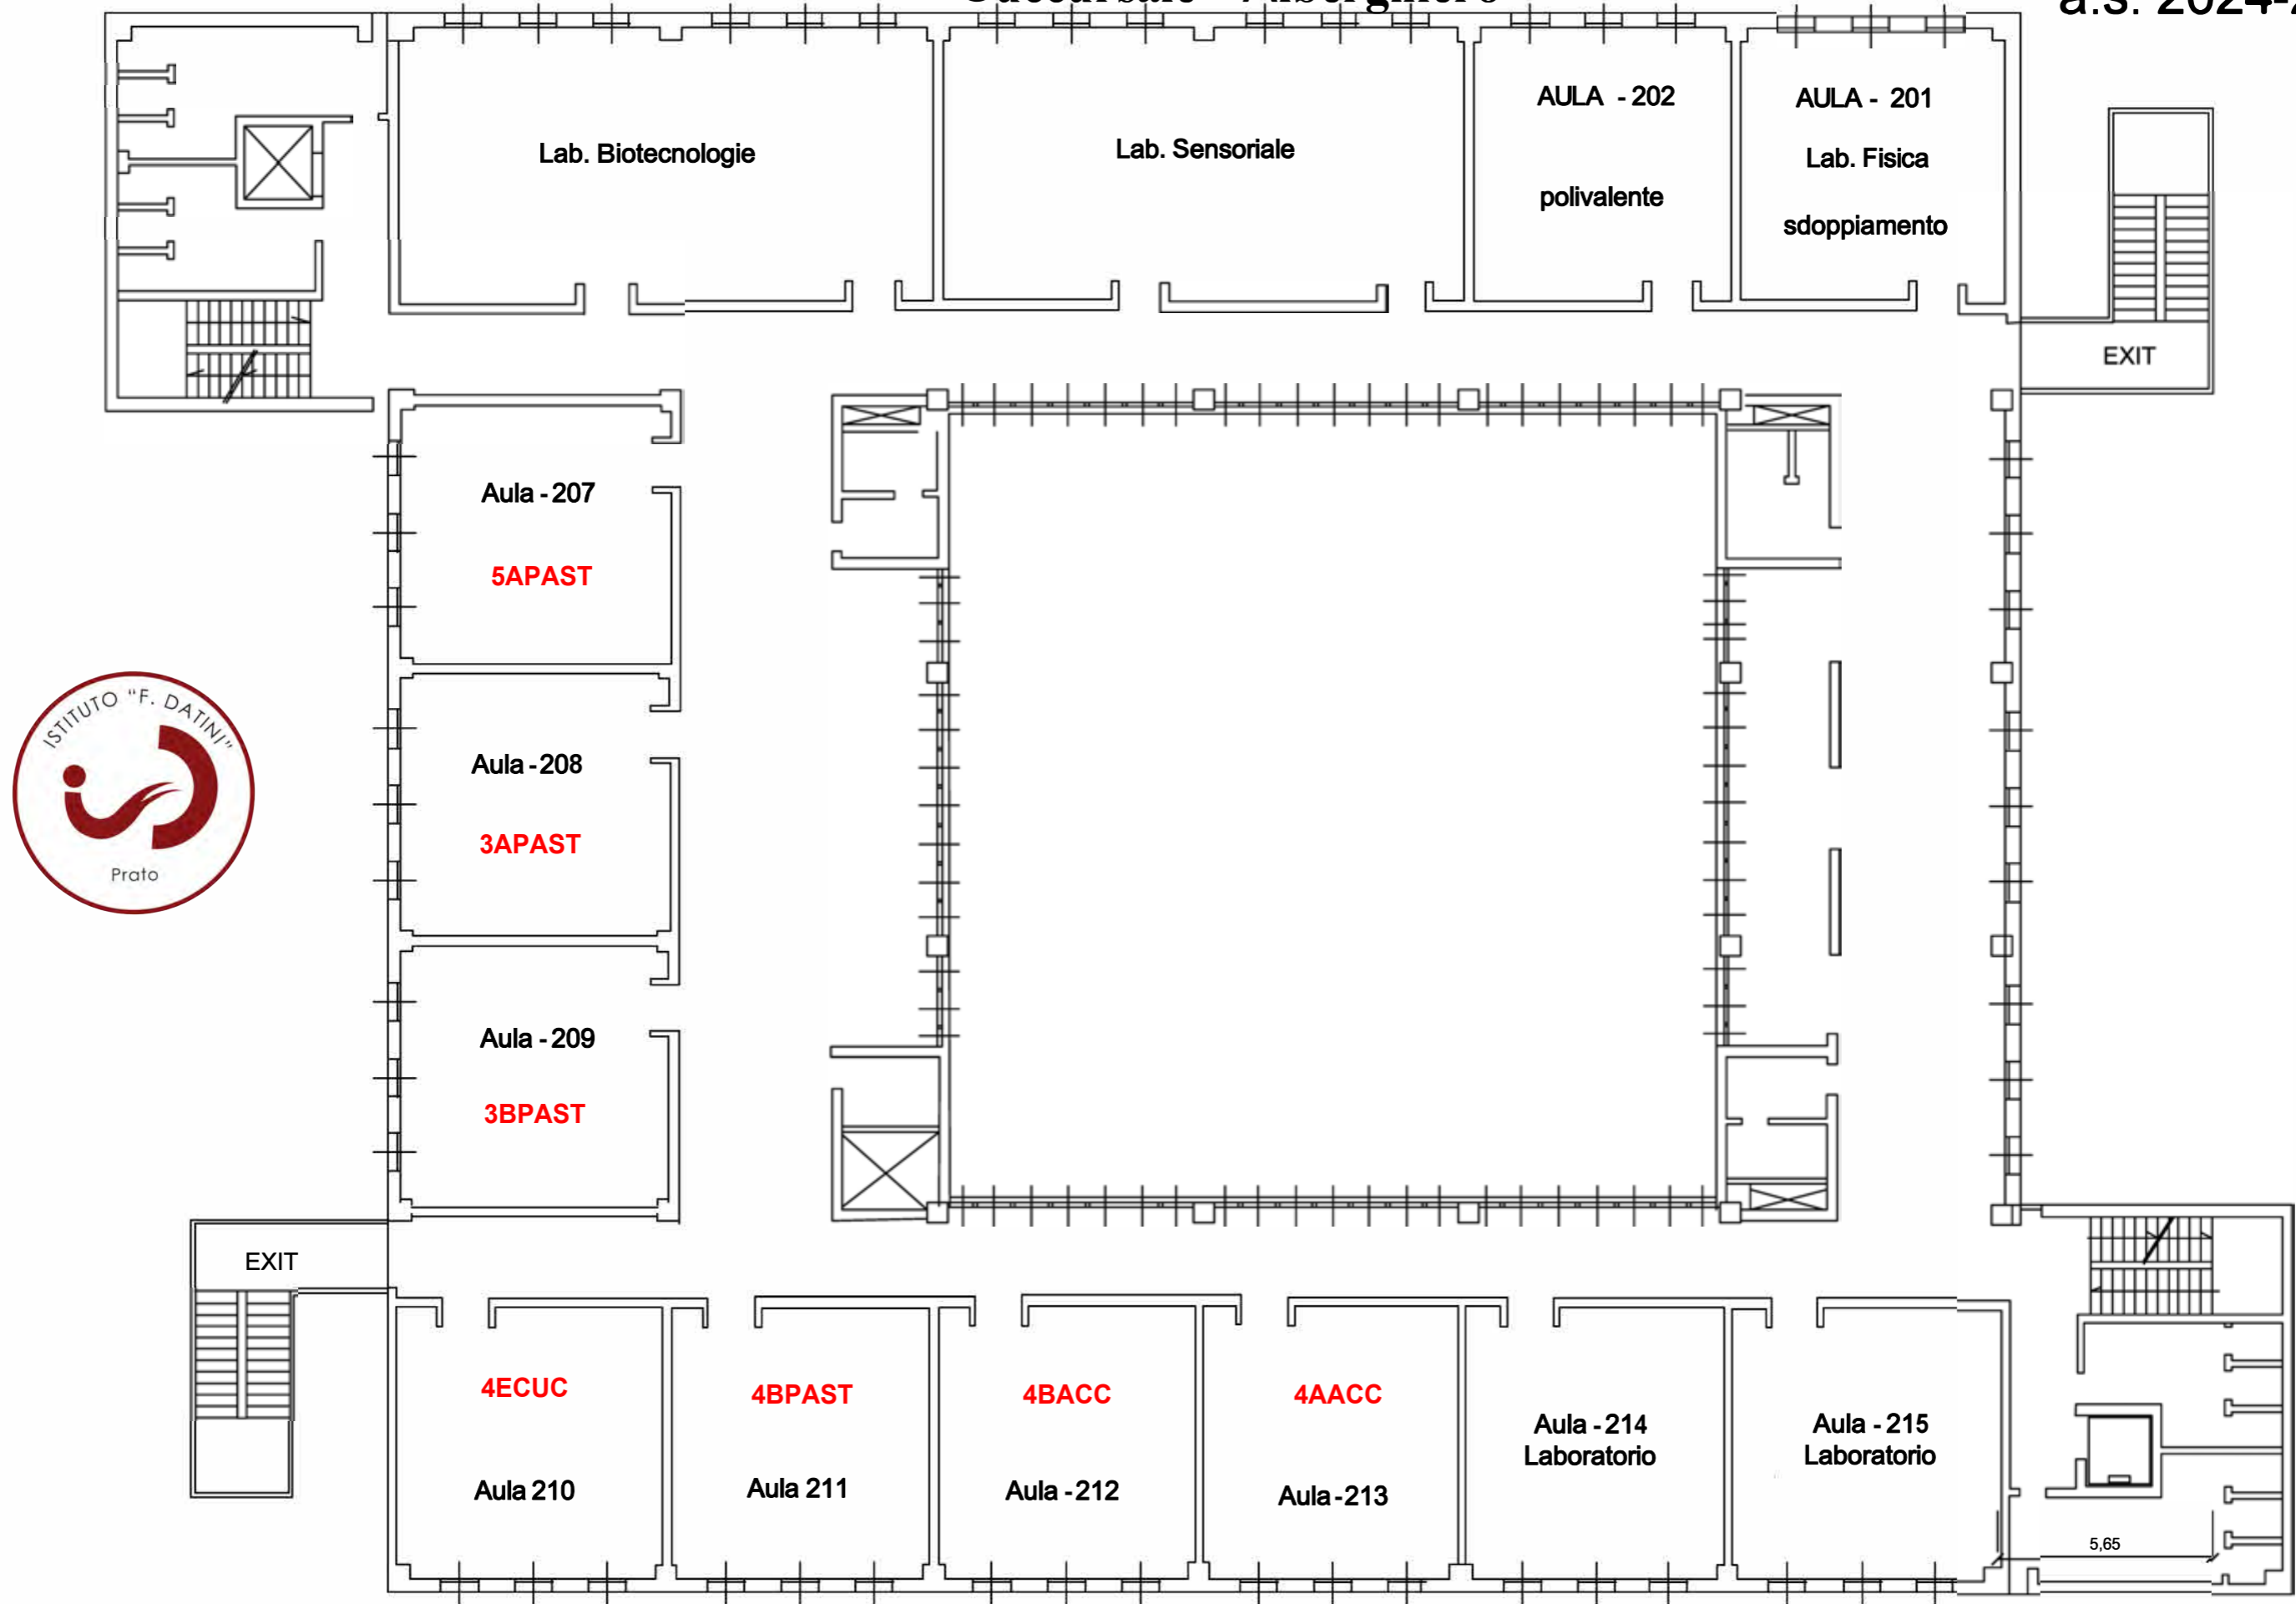 a.s. 2024-2
Lab. Biotecnologie
Lab. Sensoriale
AULA - 202
polivalente
AULA - 201
Lab. Fisica
sdoppiamento
EXIT
Aula - 207
5APAST
Aula - 208
3APAST
Aula - 209
3BPAST
ISTITUTO "F. DATINI"
Prato
EXIT
4ECUC
Aula 210
4BPAST
Aula 211
4BACC
Aula - 212
4AACC
Aula - 213
Aula - 214
Laboratorio
Aula - 215
Laboratorio
5,65